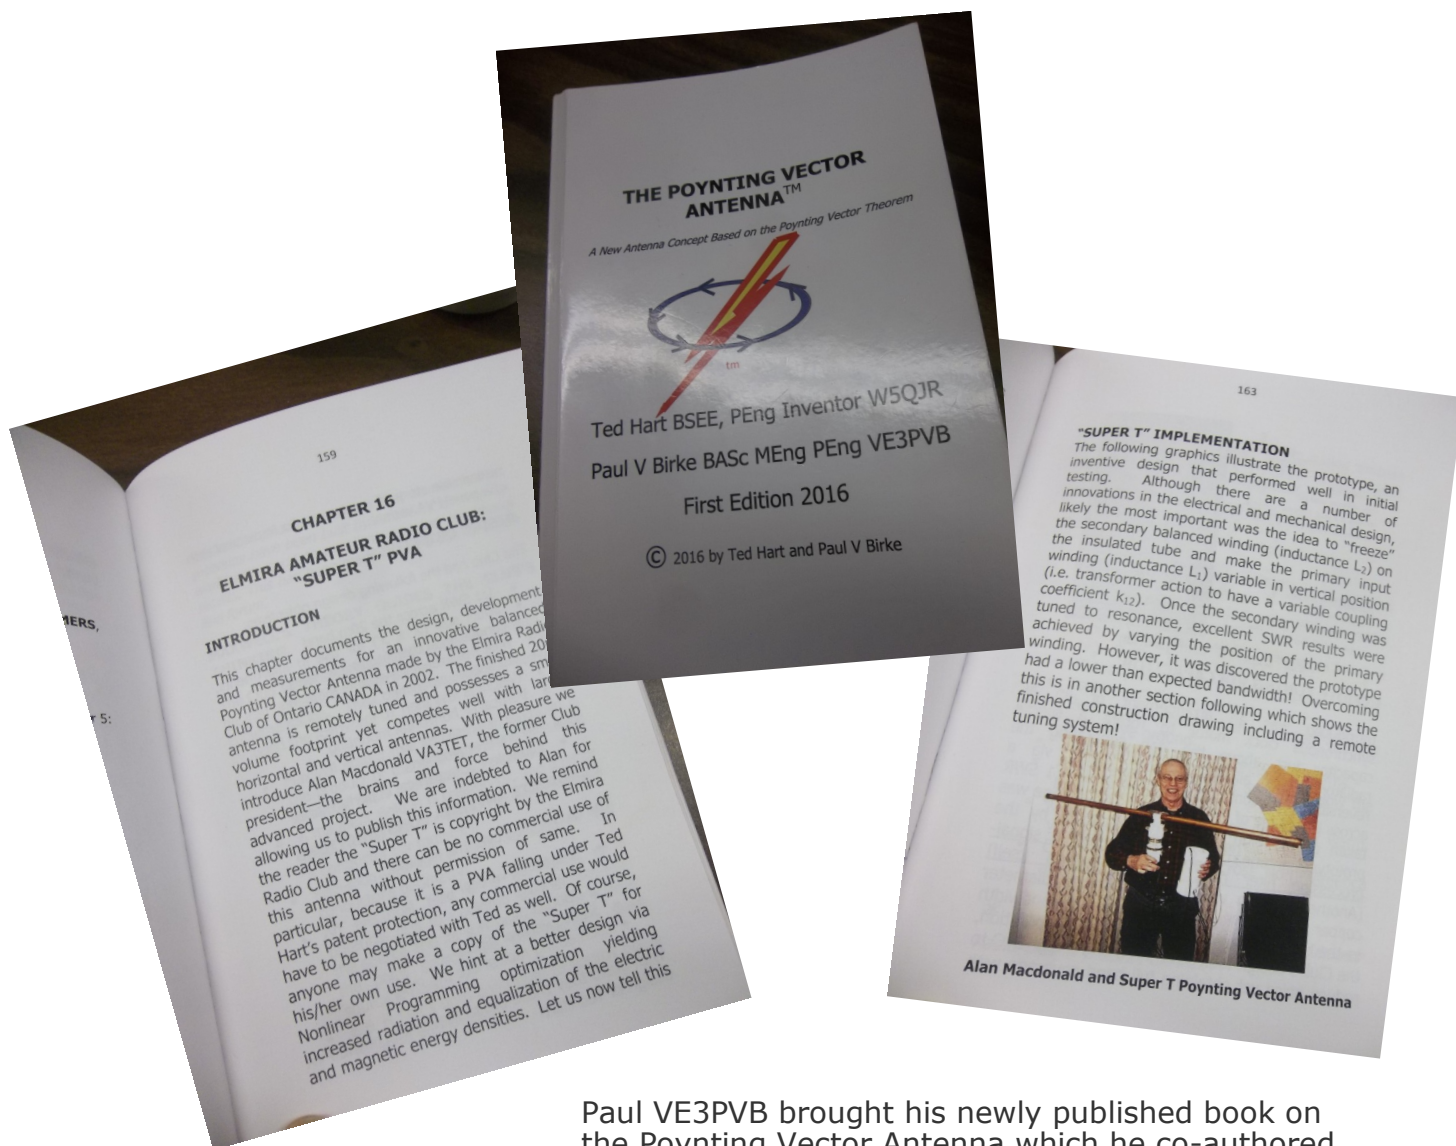 THE POYNTING VECTOR
ANTENNA™
A New Antenna Concept Based on the Poynting Vector Theorem
tm
Ted Hart BSEE, PEng Inventor W5QJR
Paul V Birke BASc MEng PEng VE3PVB
First Edition 2016
© 2016 by Ted Hart and Paul V Birke
159
CHAPTER 16
ELMIRA AMATEUR RADIO CLUB:
"SUPER T" PVA
INTRODUCTION
This chapter documents the design, development
and measurements for an innovative balanced
Poynting Vector Antenna made by the Elmira Radio
Club of Ontario CANADA in 2002. The finished
antenna is remotely tuned and possesses a
volume footprint yet competes well with
horizontal and vertical antennas. With pleasure we
introduce Alan Macdonald VA3TET, the former Club
president—the brains and force behind this
advanced project. We are indebted to Alan for
allowing us to publish this information. We remind
the reader the "Super T" is copyright by the Elmira
Radio Club and there can be no commercial use of
this antenna without permission of same. In
particular, because it is a PVA falling under Ted
Hart's patent protection, any commercial use would
have to be negotiated with Ted as well. Of course,
anyone may make a copy of the "Super T" for
his/her own use. We hint at a better design via
Nonlinear Programming optimization yielding
increased radiation and equalization of the electric
and magnetic energy densities. Let us now tell this
MERS,
r 5:
163
"SUPER T" IMPLEMENTATION
The following graphics illustrate the prototype, an
inventive design that performed well in initial
testing. Although there are a number of
innovations in the electrical and mechanical design,
likely the most important was the idea to "freeze"
the secondary balanced winding (inductance L₂) on
the insulated tube and make the primary input
winding (inductance L₁) variable in vertical position
(i.e. transformer action to have a variable coupling
coefficient k₁₂). Once the secondary winding was
tuned to resonance, excellent SWR results were
achieved by varying the position of the primary
winding. However, it was discovered the prototype
had a lower than expected bandwidth! Overcoming
this is in another section following which shows the
finished construction drawing including a remote
tuning system!
Alan Macdonald and Super T Poynting Vector Antenna
Paul VE3PVB brought his newly published book on
the Poynting Vector Antenna which he co-authored